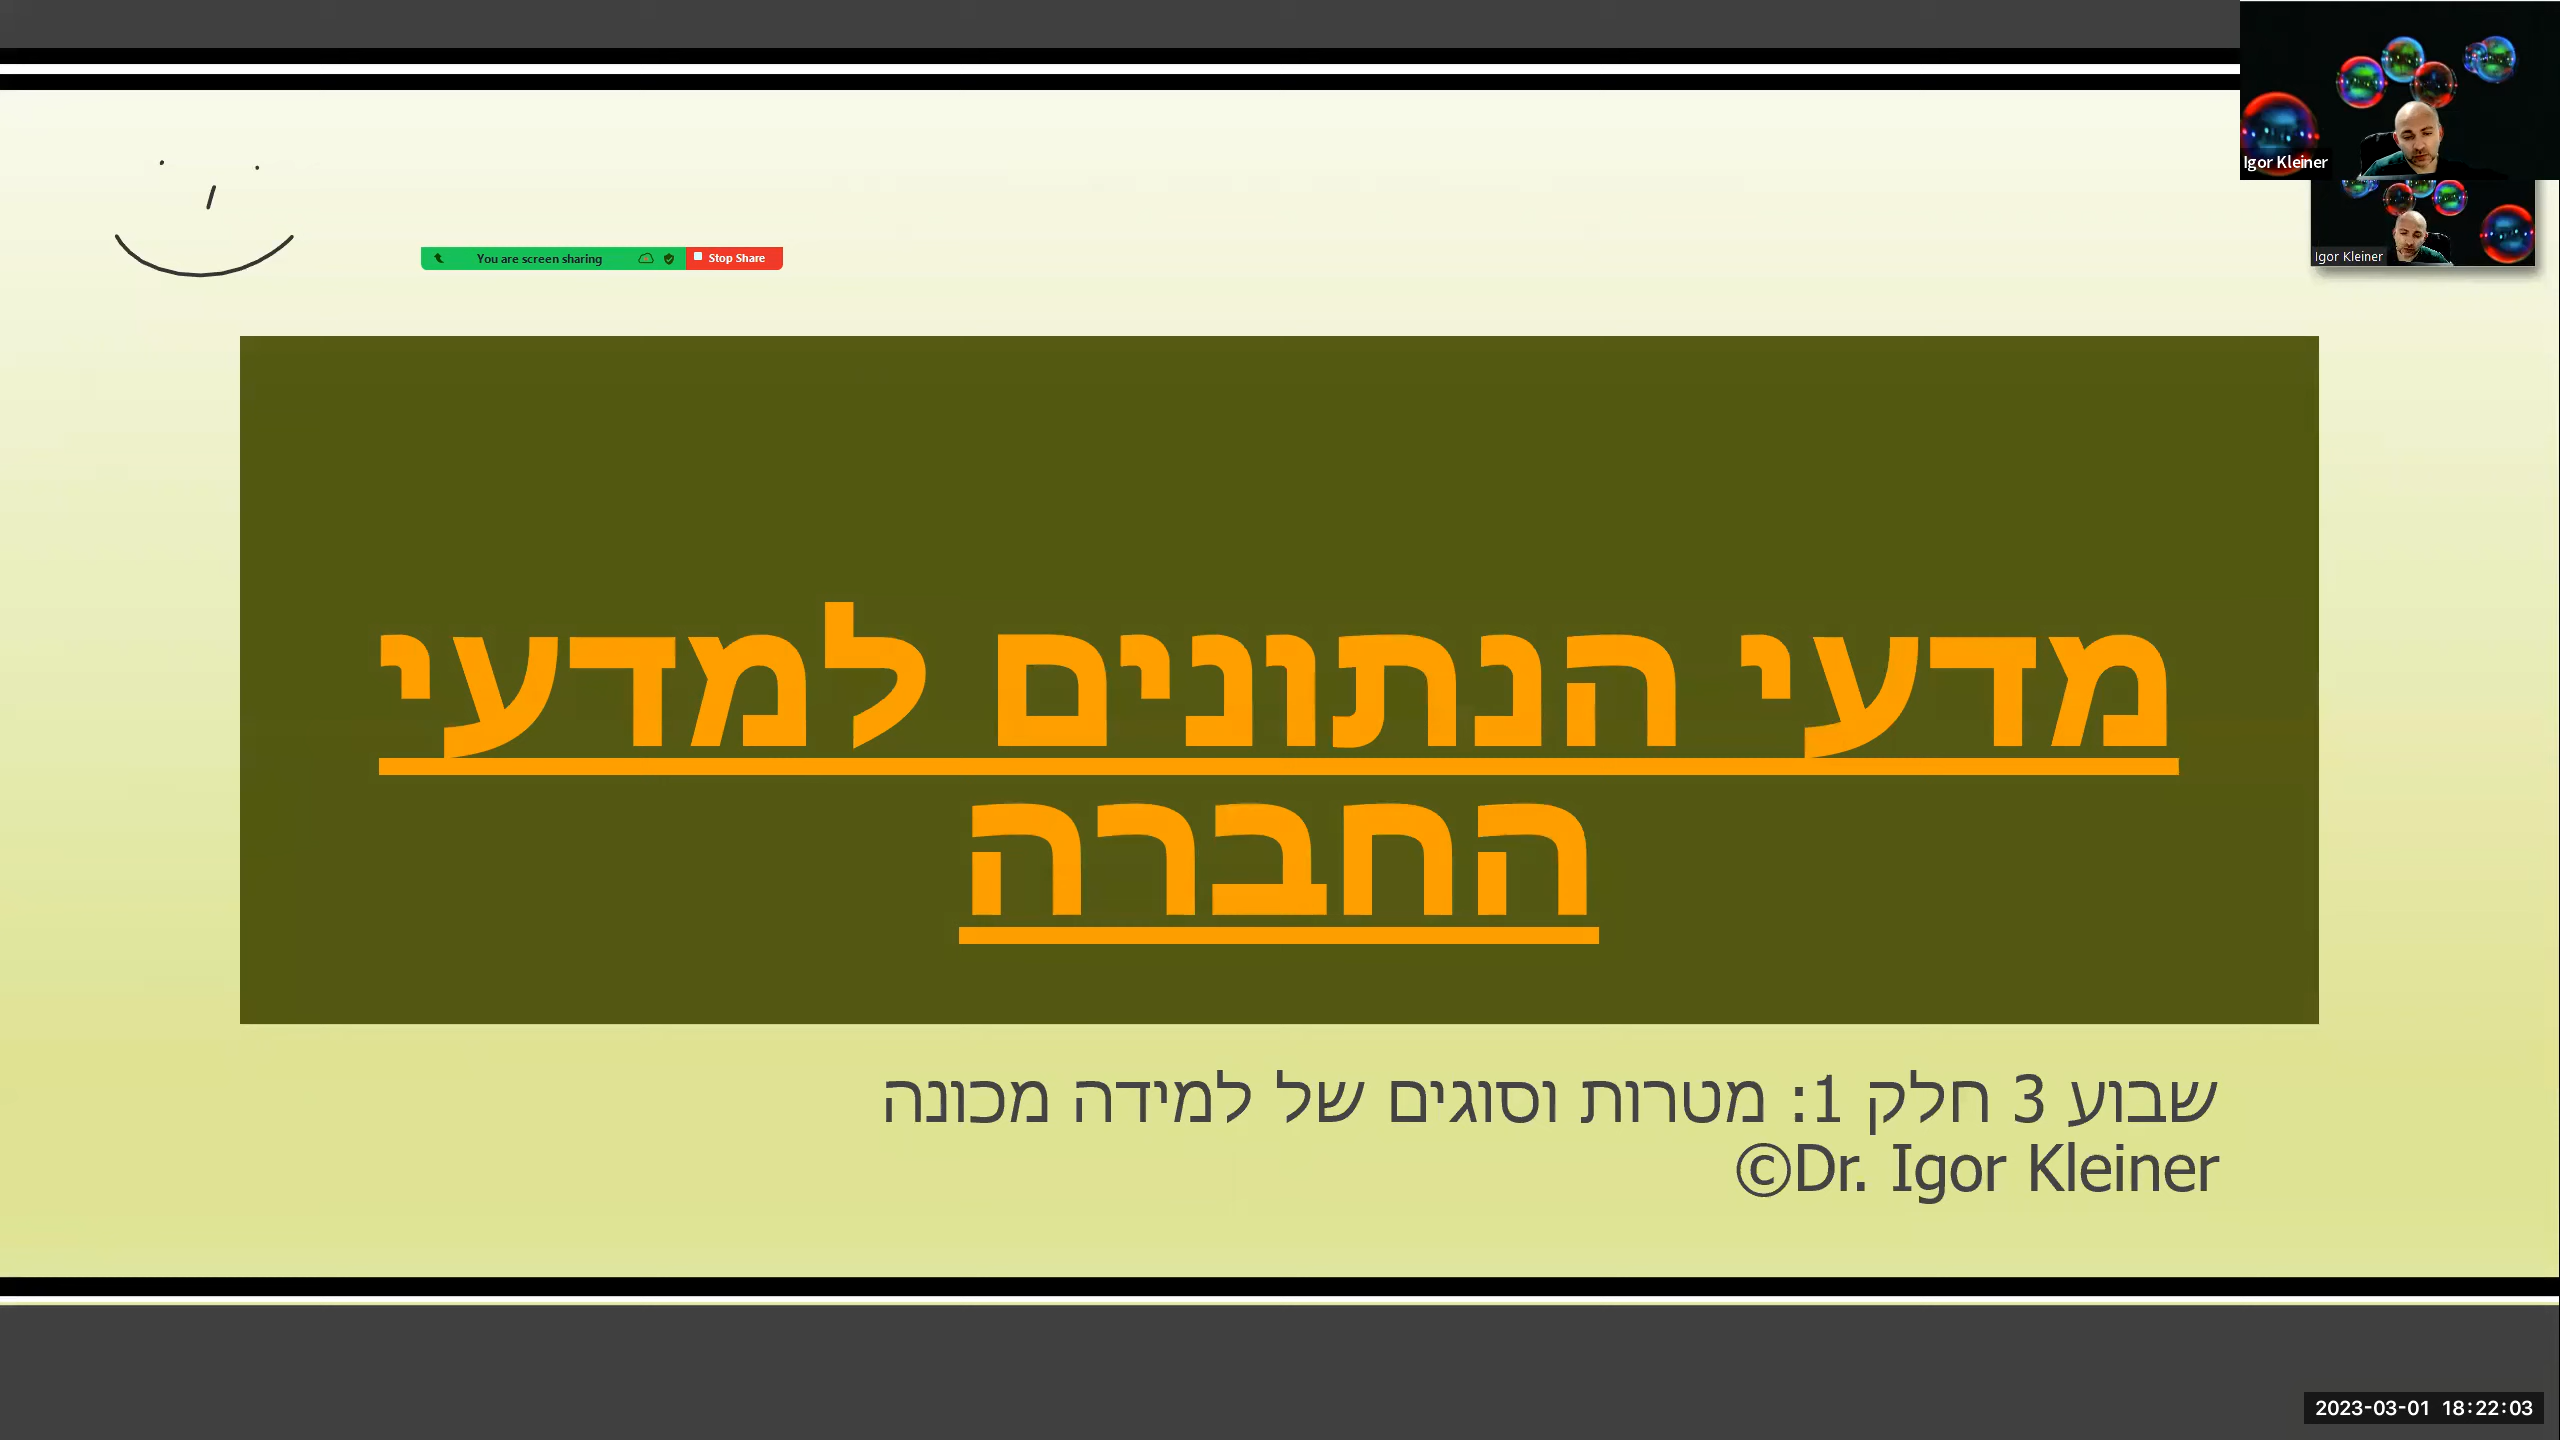 Igor Kleiner
You are screen sharing
Stop Share
Igor Kleiner
מדעי הנתונים למדעי
החברה
שבוע 3 חלק 1: מטרות וסוגים של למידה מכונה
©Dr. Igor Kleiner
2023-03-01 18:22:03